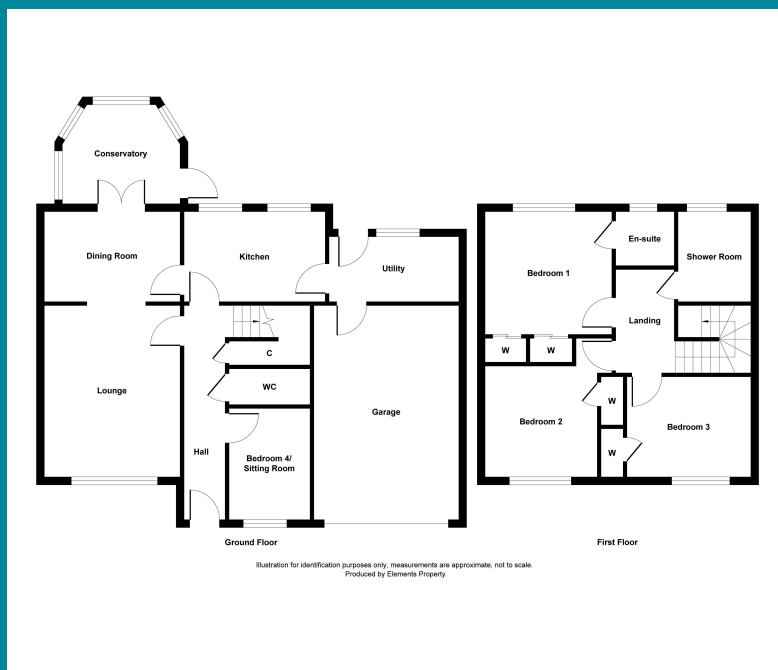 Conservatory
Dining Room
Kitchen
Utility
Lounge
C
WC
Hall
Bedroom 4/
Sitting Room
Garage
Ground Floor
Bedroom 1
En-suite
Shower Room
Landing
W
W
Bedroom 2
W
W
Bedroom 3
First Floor
Illustration for identification purposes only, measurements are approximate, not to scale.
Produced by Elements Property